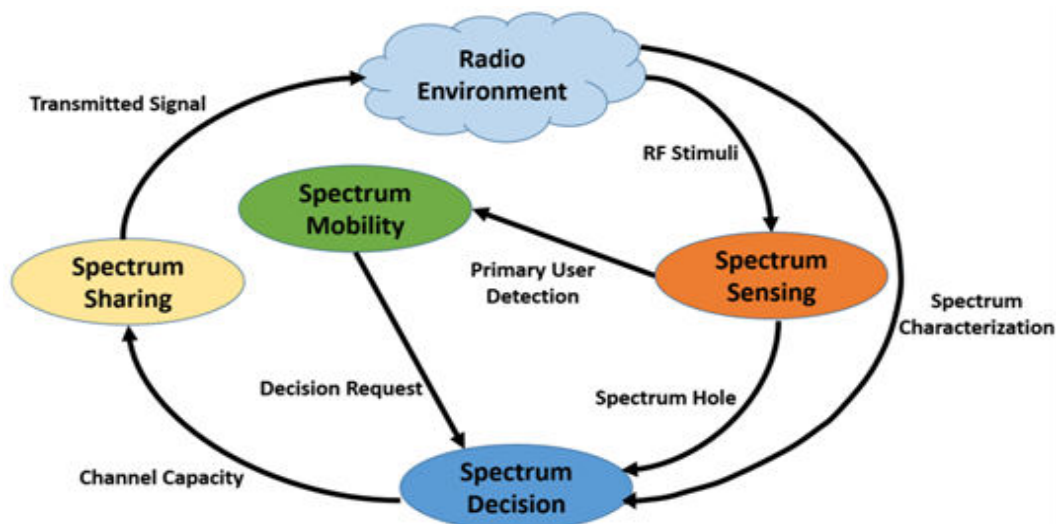 Radio
Environment
Transmitted Signal
RF Stimuli
Spectrum
Mobility
Spectrum
Sharing
Primary User
Detection
Spectrum
Sensing
Spectrum
Characterization
Decision Request
Spectrum Hole
Channel Capacity
Spectrum
Decision